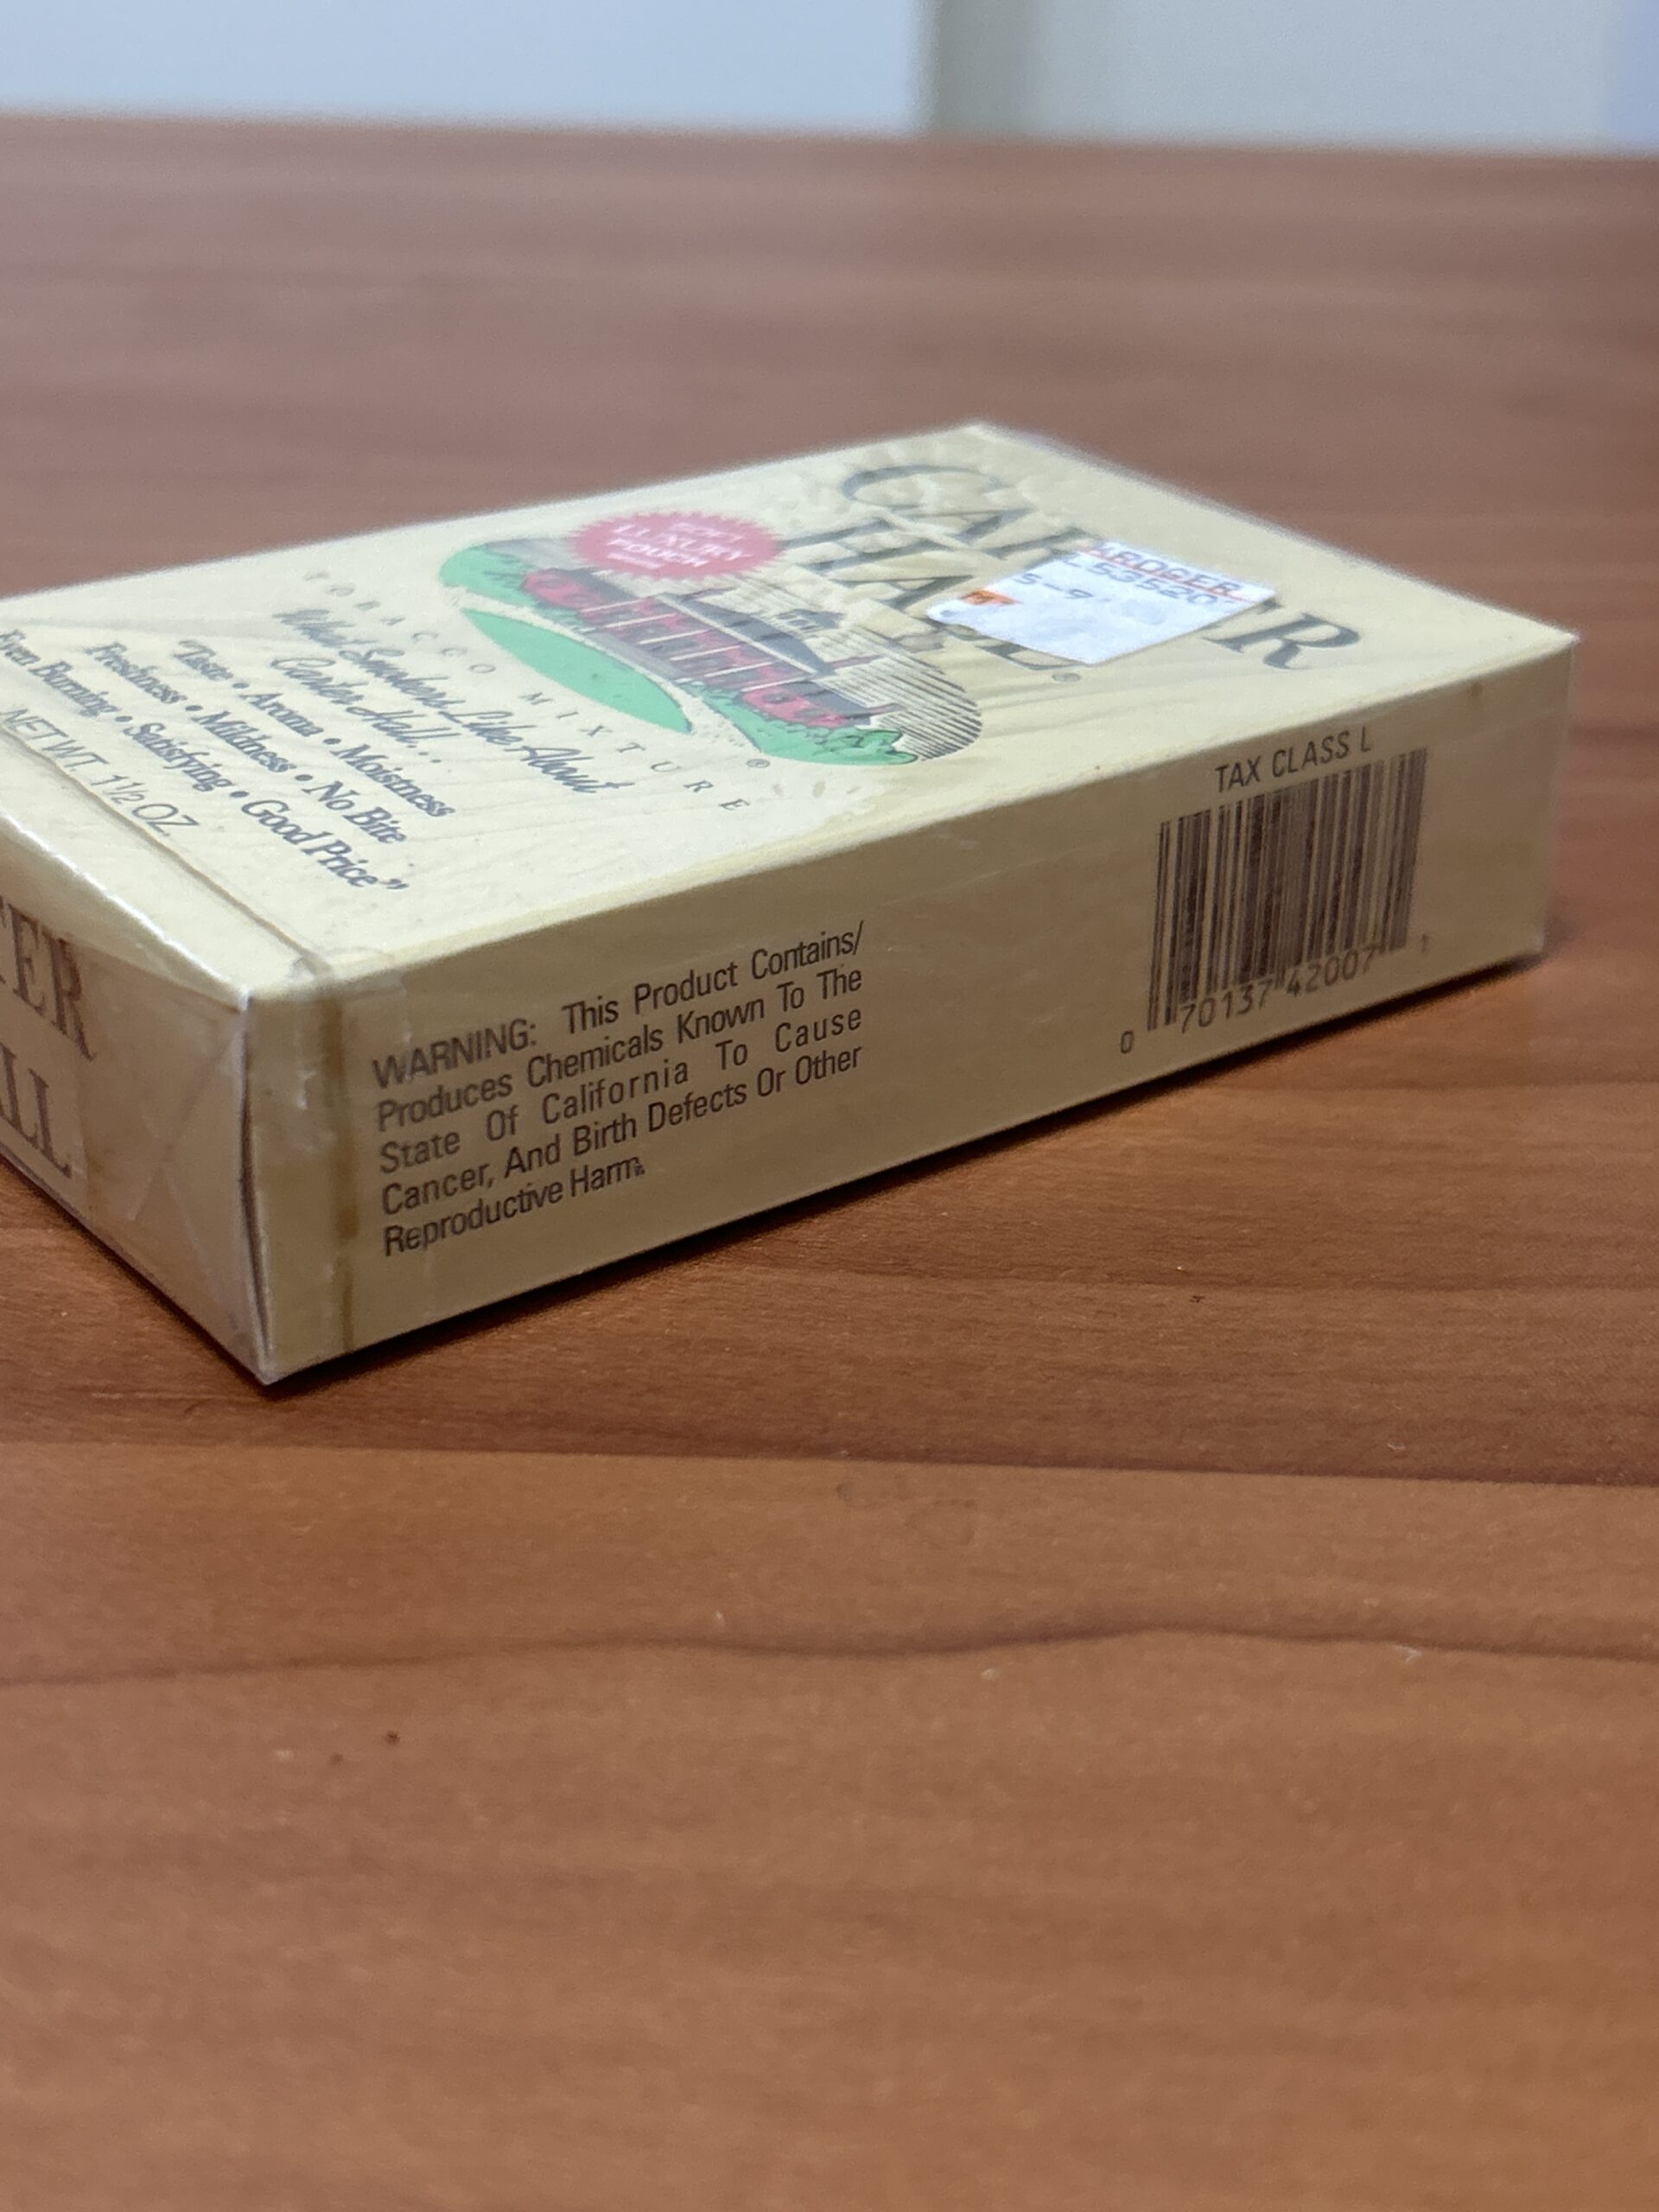 CARTER
HALL®
KROGER
53520
SOFT
LUXURY
POUCH
TOBACCO MIXTURE®
What Smokers Like About
Carter Hall...
"Taste • Aroma • Moistness
Freshness • Mildness • No Bite
Even Burning • Satisfying • Good Price"
NET WT. 1½ OZ.
TER
ALL
WARNING: This Product Contains/
Produces Chemicals Known To The
State Of California To Cause
Cancer, And Birth Defects Or Other
Reproductive Harm.
TAX CLASS L
0 70137 42007 1